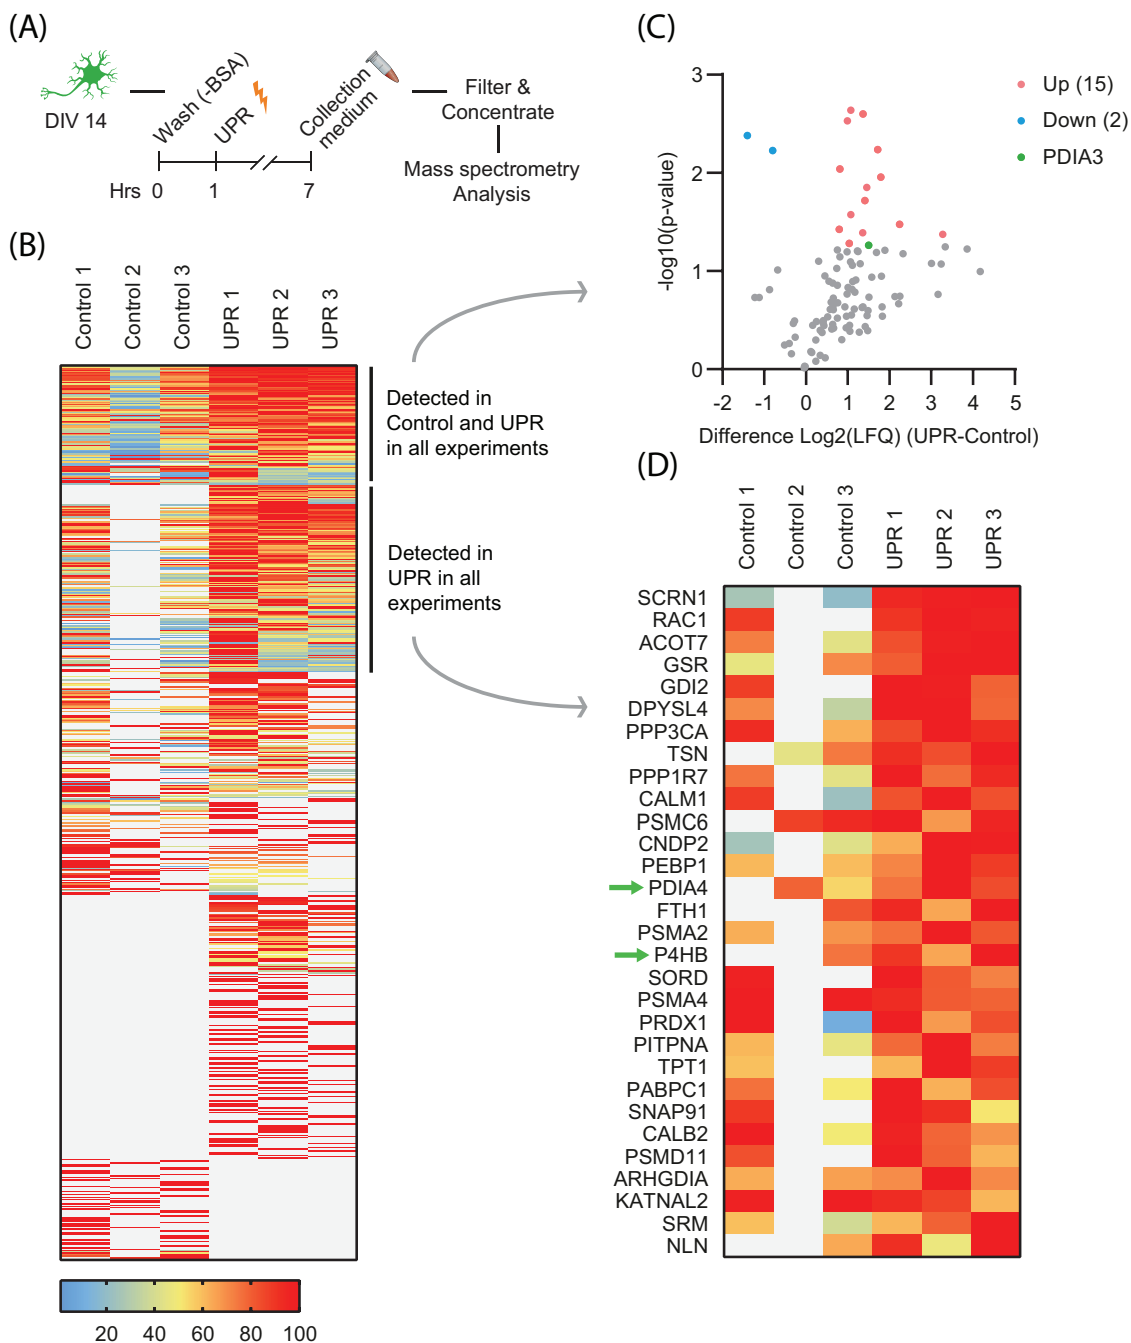 (A)
DIV 14
Wash (-BSA)
UPR
Collection
medium
Hrs 0 1 7
Filter &
Concentrate
Mass spectrometry
Analysis
(B)
Control 1
Control 2
Control 3
UPR 1
UPR 2
UPR 3
Detected in
Control and UPR
in all experiments
Detected in
UPR in all
experiments
20 40 60 80 100
(C)
-log10(p-value)
3
2
1
0
-2 -1 0 1 2 3 4 5
Difference Log2(LFQ) (UPR-Control)
Up (15)
Down (2)
PDIA3
(D)
Control 1
Control 2
Control 3
UPR 1
UPR 2
UPR 3
SCRN1
RAC1
ACOT7
GSR
GDI2
DPYSL4
PPP3CA
TSN
PPP1R7
CALM1
PSMC6
CNDP2
PEBP1
PDIA4
FTH1
PSMA2
P4HB
SORD
PSMA4
PRDX1
PITPNA
TPT1
PABPC1
SNAP91
CALB2
PSMD11
ARHGDIA
KATNAL2
SRM
NLN